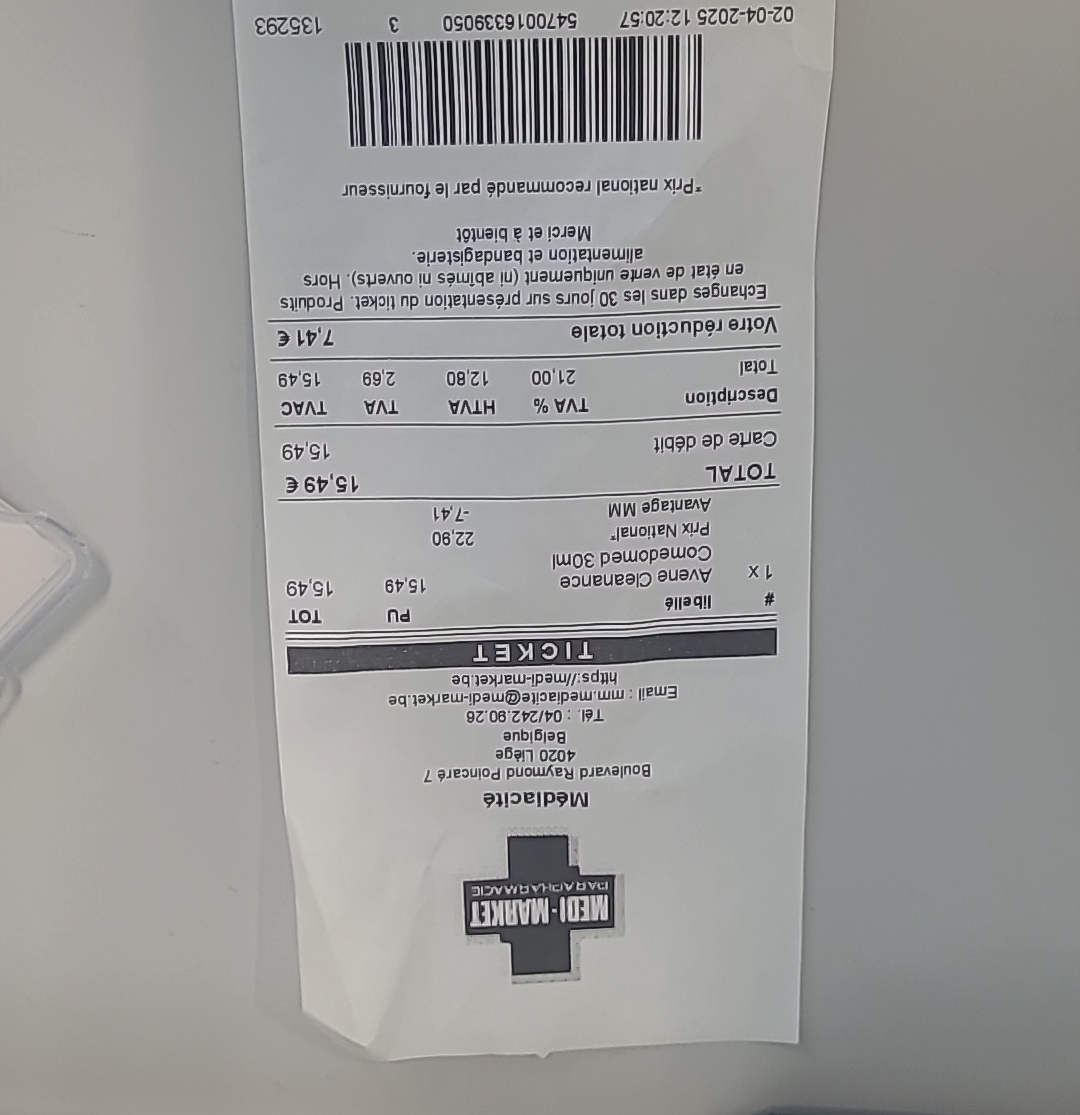 MEDI-MARKET
PARAPHARMACIE
Médiacité
Boulevard Raymond Poincaré 7
4020 Liège
Belgique
Tél. : 04/242.90.26
Email : mm.mediacite@medi-market.be
https://medi-market.be
TICKET
# libellé PU TOT
1 x Avene Cleanance 15,49 15,49
Comedomed 30ml
Prix National* 22,90
Avantage MM -7,41
TOTAL 15,49 €
Carte de débit 15,49
Description TVA % HTVA TVA TVAC
Total 21,00 12,80 2,69 15,49
Votre réduction totale 7,41 €
Echanges dans les 30 jours sur présentation du ticket. Produits
en état de vente uniquement (ni abîmés ni ouverts). Hors
alimentation et bandagisterie.
Merci et à bientôt
*Prix national recommandé par le fournisseur
02-04-2025 12:20:57 5470016339050 3 135293